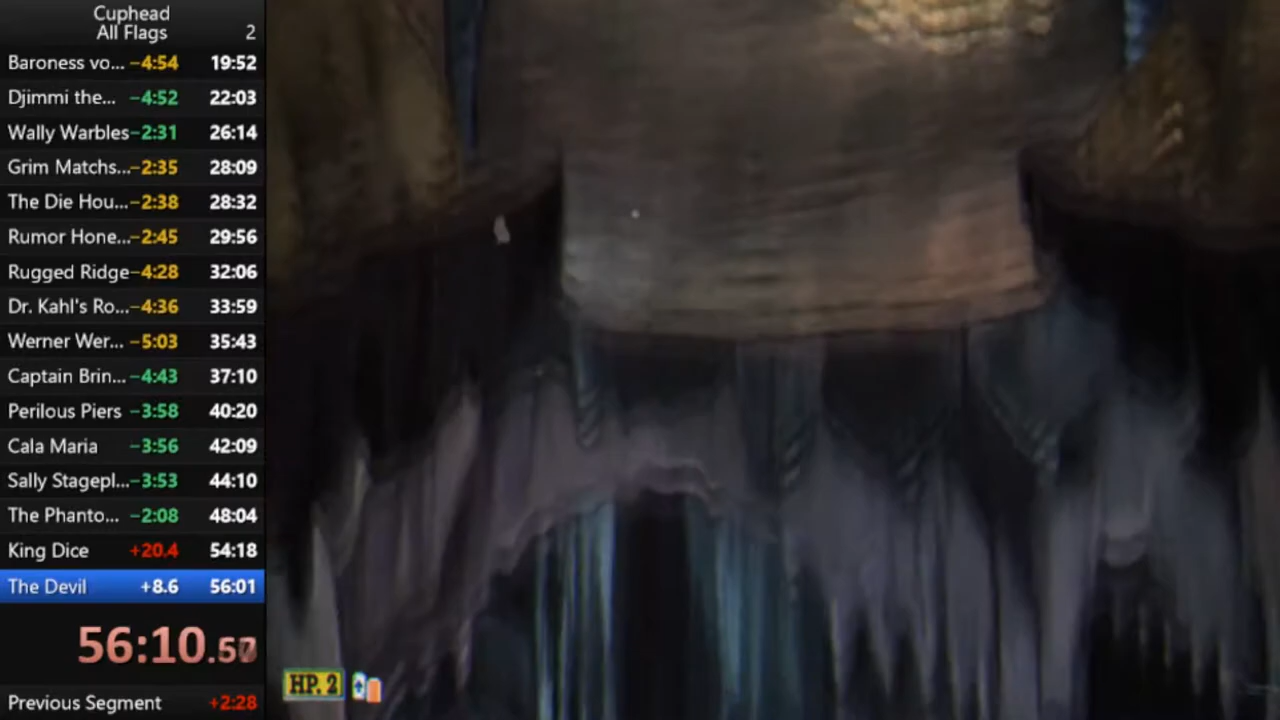 Cuphead
All Flags 2
Baroness vo... −4:54 19:52
Djimmi the... −4:52 22:03
Wally Warbles −2:31 26:14
Grim Matchs... −2:35 28:09
The Die Hou... −2:38 28:32
Rumor Hone... −2:45 29:56
Rugged Ridge −4:28 32:06
Dr. Kahl's Ro... −4:36 33:59
Werner Wer... −5:03 35:43
Captain Brin... −4:43 37:10
Perilous Piers −3:58 40:20
Cala Maria −3:56 42:09
Sally Stagepl... −3:53 44:10
The Phanto... −2:08 48:04
King Dice +20.4 54:18
The Devil +8.6 56:01
56:10.57
HP. 2
Previous Segment +2:28